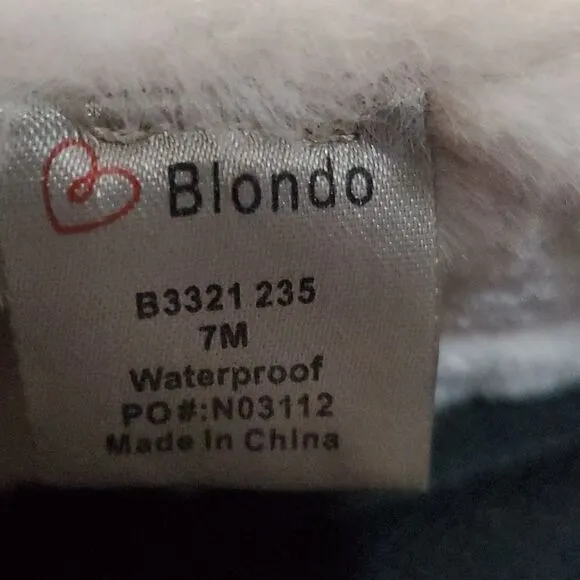 Blondo
B3321 235
7M
Waterproof
PO#:N03112
Made in China